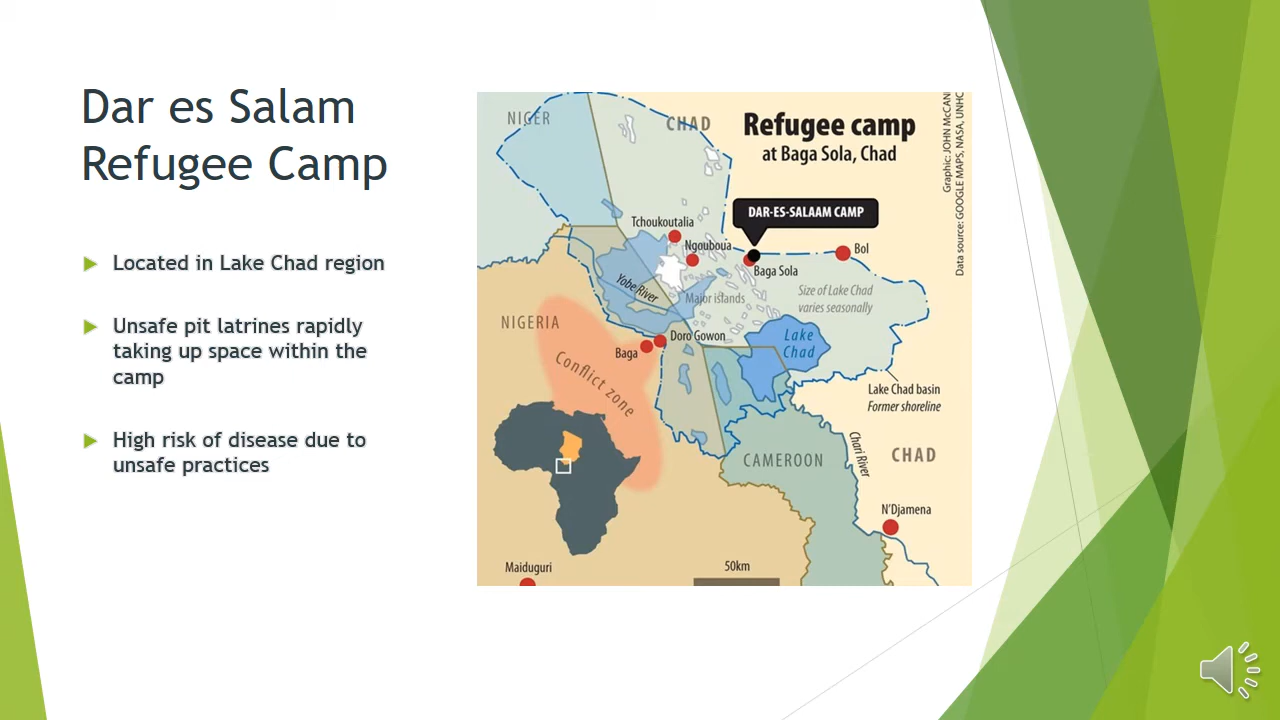 Dar es Salam
Refugee Camp
Located in Lake Chad region
Unsafe pit latrines rapidly
taking up space within the
camp
High risk of disease due to
unsafe practices
Refugee camp
at Baga Sola, Chad
Graphic: JOHN McCAN
Data source: GOOGLE MAPS, NASA, UNHC
NIGER
CHAD
DAR-ES-SALAAM CAMP
Tchoukoutalia
Ngouboua
Bol
Baga Sola
Yobe River
Major islands
Size of Lake Chad
varies seasonally
NIGERIA
Doro Gowon
Baga
Lake
Chad
Conflict zone
Lake Chad basin
Former shoreline
CAMEROON
Chari River
CHAD
N'Djamena
Maiduguri
50km